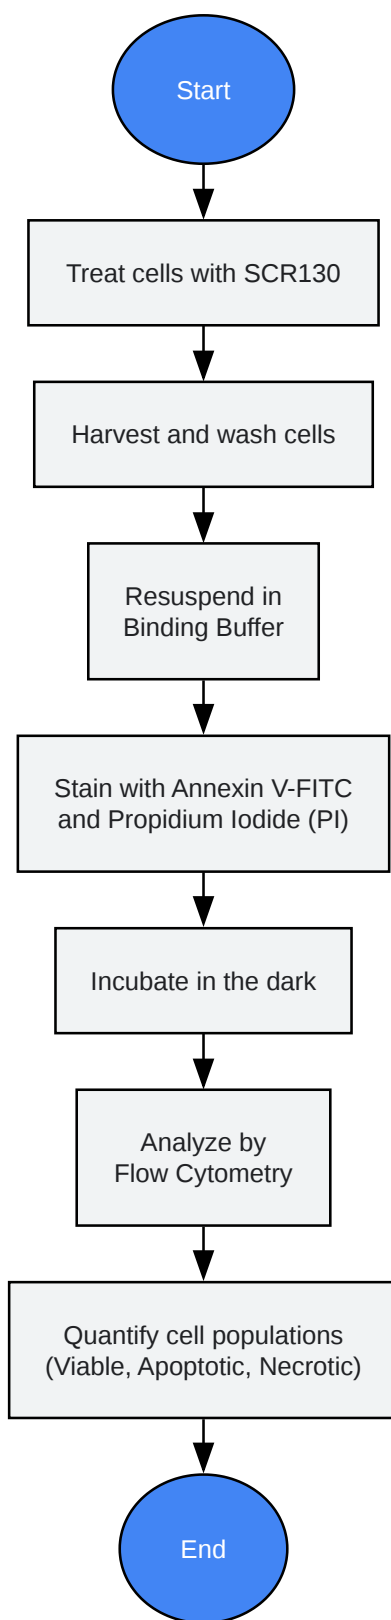 Start
Treat cells with SCR130
Harvest and wash cells
Resuspend in
Binding Buffer
Stain with Annexin V-FITC
and Propidium Iodide (PI)
Incubate in the dark
Analyze by
Flow Cytometry
Quantify cell populations
(Viable, Apoptotic, Necrotic)
End